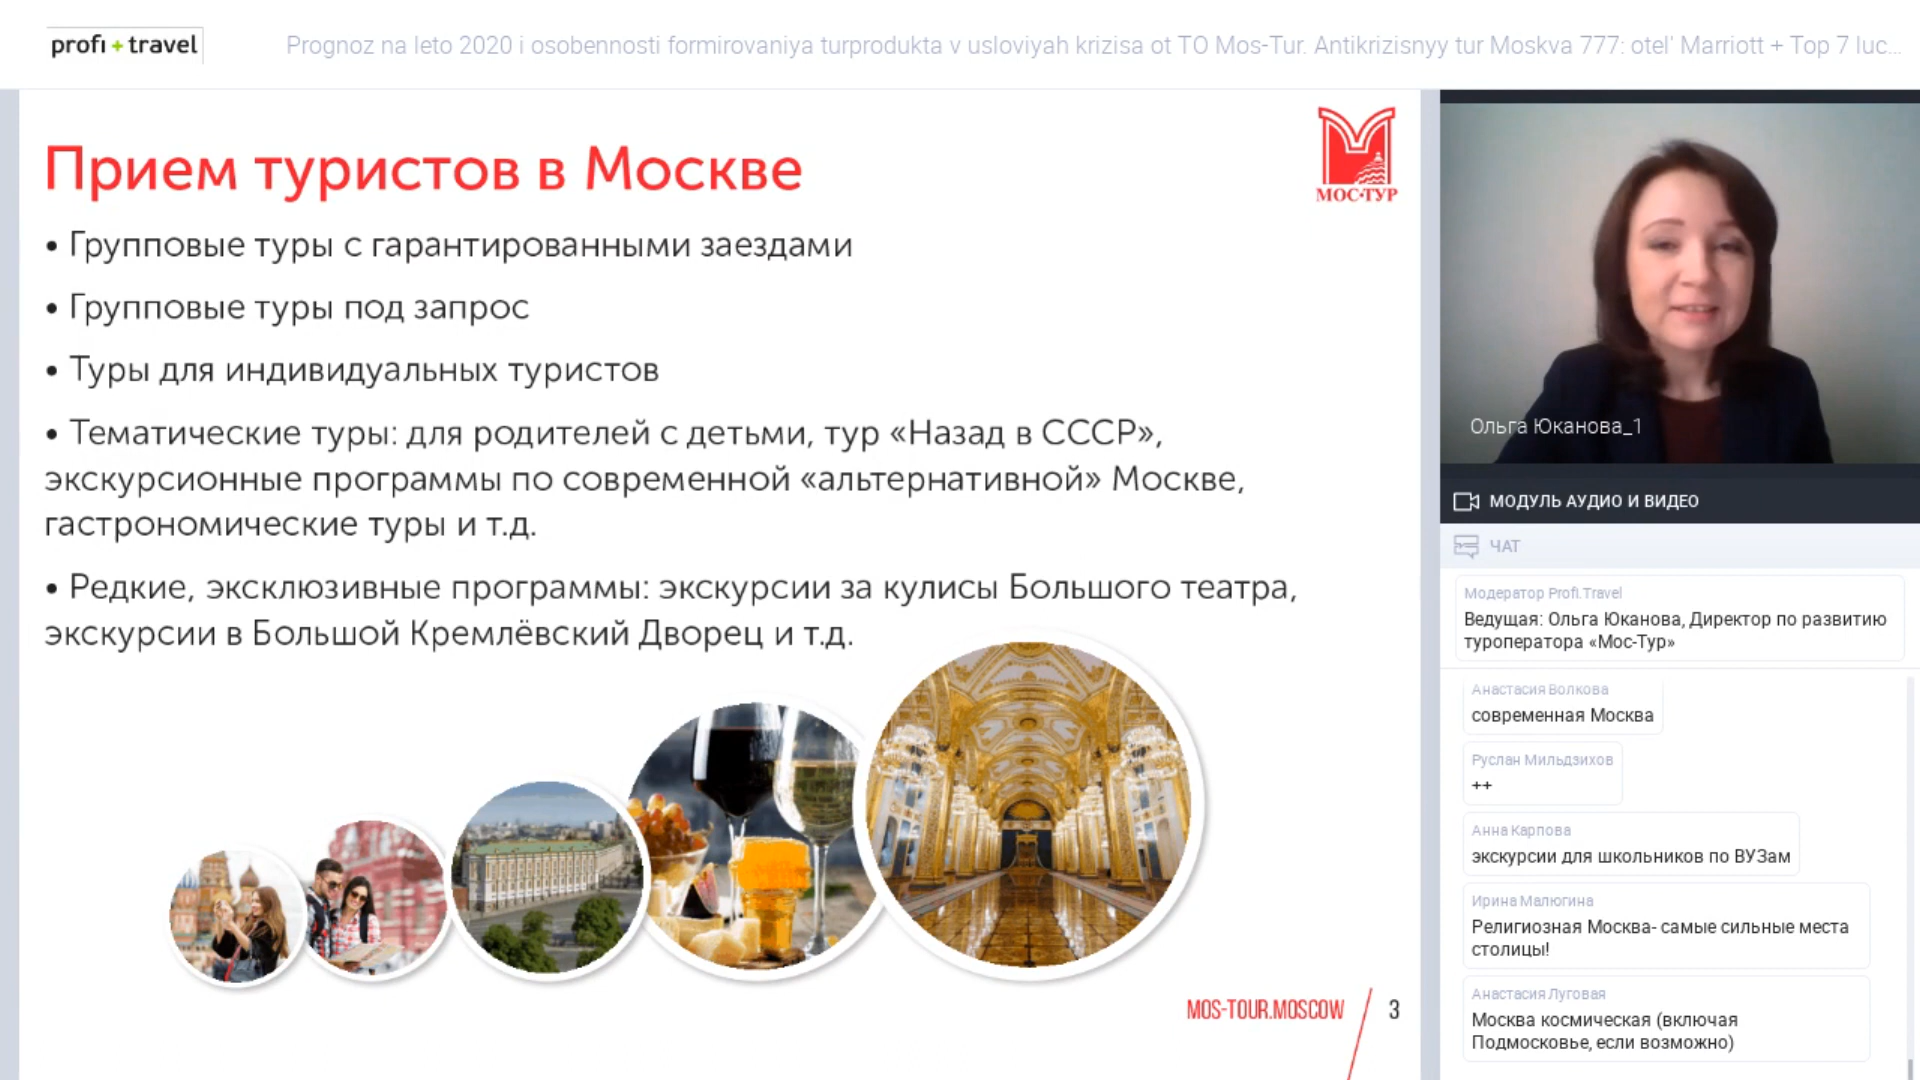 profi + travel
Prognoz na leto 2020 i osobennosti formirovaniya turprodukta v usloviyah krizisa ot TO Mos-Tur. Antikrizisnyy tur Moskva 777: otel' Marriott + Top 7 luc...
Прием туристов в Москве
МОС-ТУР
• Групповые туры с гарантированными заездами
• Групповые туры под запрос
• Туры для индивидуальных туристов
• Тематические туры: для родителей с детьми, тур «Назад в СССР»,
экскурсионные программы по современной «альтернативной» Москве,
гастрономические туры и т.д.
• Редкие, эксклюзивные программы: экскурсии за кулисы Большого театра,
экскурсии в Большой Кремлёвский Дворец и т.д.
MOS-TOUR.MOSCOW
3
Ольга Юканова_1
МОДУЛЬ АУДИО И ВИДЕО
ЧАТ
Модератор Profi.Travel
Ведущая: Ольга Юканова, Директор по развитию
туроператора «Мос-Тур»
Анастасия Волкова
современная Москва
Руслан Мильдзихов
++
Анна Карпова
экскурсии для школьников по ВУЗам
Ирина Малюгина
Религиозная Москва- самые сильные места
столицы!
Анастасия Луговая
Москва космическая (включая
Подмосковье, если возможно)